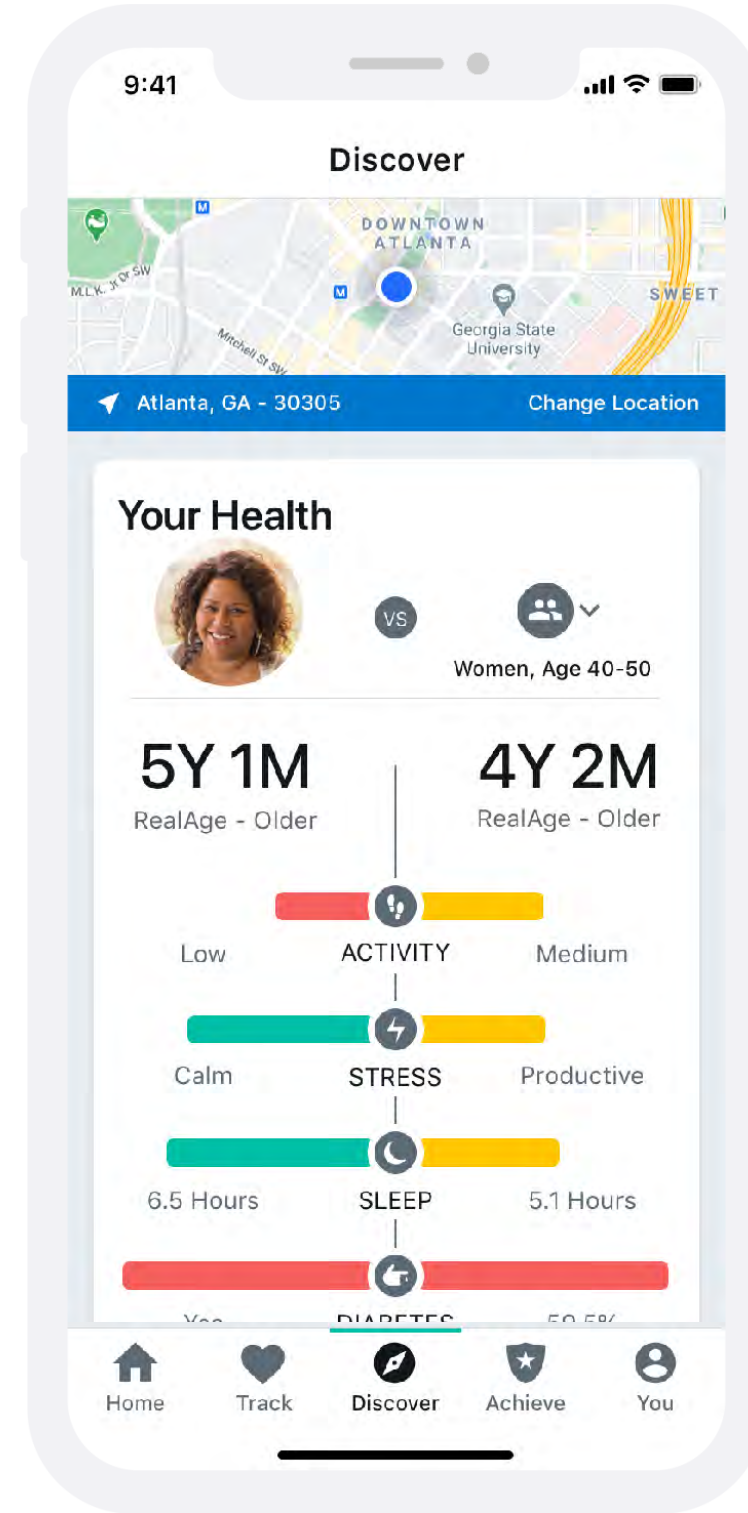 9:41
Discover
M
DOWNTOWN
ATLANTA
M.L.K. Jr Dr SW
M
SWEET
Georgia State
University
Mitchell St SW
Atlanta, GA - 30305 Change Location
Your Health
VS
Women, Age 40-50
5Y 1M 4Y 2M
RealAge - Older RealAge - Older
Low ACTIVITY Medium
Calm STRESS Productive
6.5 Hours SLEEP 5.1 Hours
Yes DIABETES
Home Track Discover Achieve You